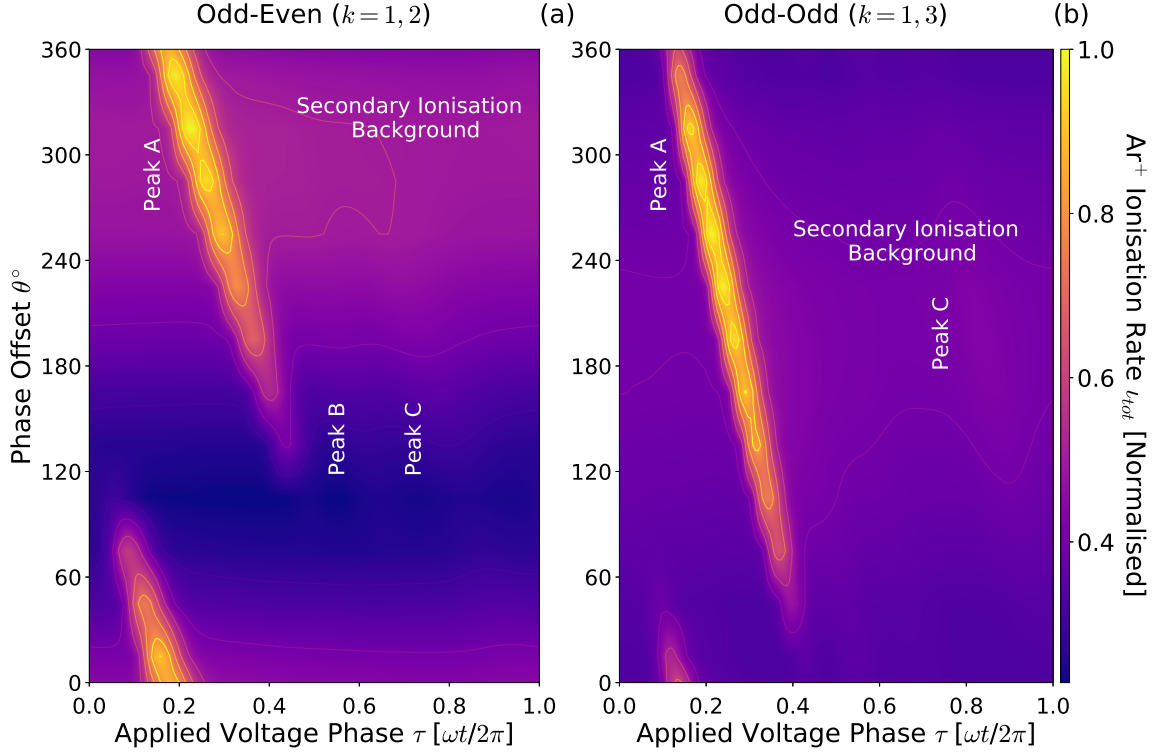 Odd-Even (k = 1, 2)
(a)
Odd-Odd (k = 1, 3)
(b)
360
300
240
180
120
60
0
Phase Offset θ°
Peak A
Secondary Ionisation
Background
Peak B
Peak C
0.0
0.2
0.4
0.6
0.8
1.0
Applied Voltage Phase τ [ωt/2π]
360
300
240
180
120
60
0
Peak A
Secondary Ionisation
Background
Peak C
0.0
0.2
0.4
0.6
0.8
1.0
Applied Voltage Phase τ [ωt/2π]
1.0
0.8
0.6
0.4
Ar⁺ Ionisation Rate ι_tot [Normalised]